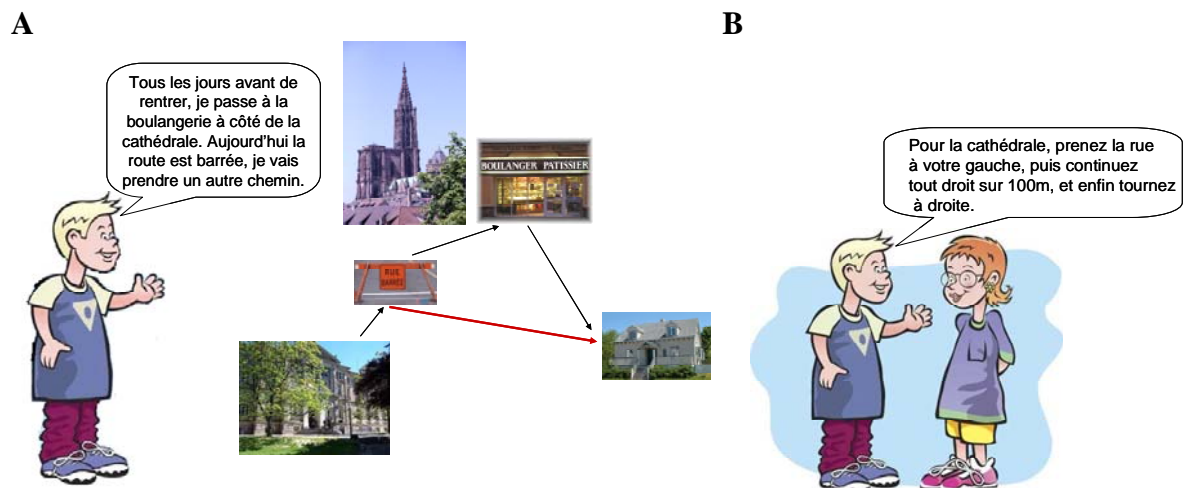 A
B
Tous les jours avant de
rentrer, je passe à la
boulangerie à côté de la
cathédrale. Aujourd'hui la
route est barrée, je vais
prendre un autre chemin.
BOULANGER PATISSIER
RUE
BARRÉE
Pour la cathédrale, prenez la rue
à votre gauche, puis continuez
tout droit sur 100m, et enfin tournez
à droite.